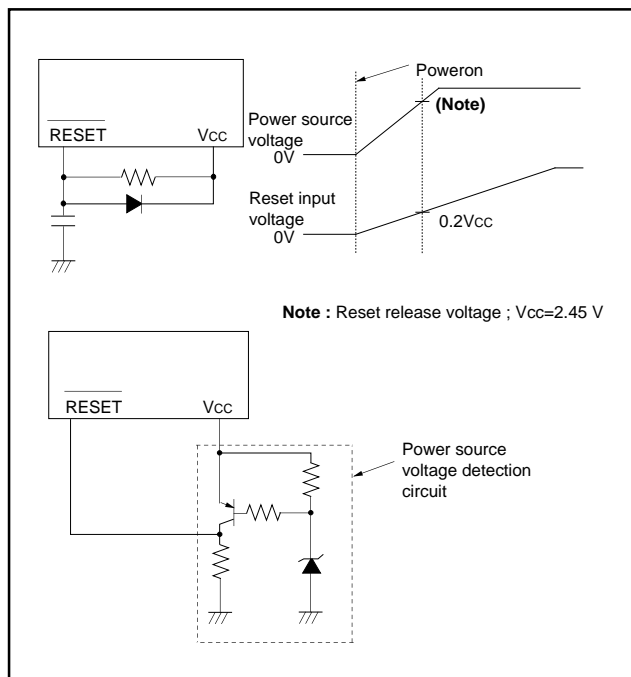 RESET
VCC
Poweron
(Note)
Power source
voltage
0V
Reset input
voltage
0V
0.2VCC
Note : Reset release voltage ; Vcc=2.45 V
RESET
VCC
Power source
voltage detection
circuit